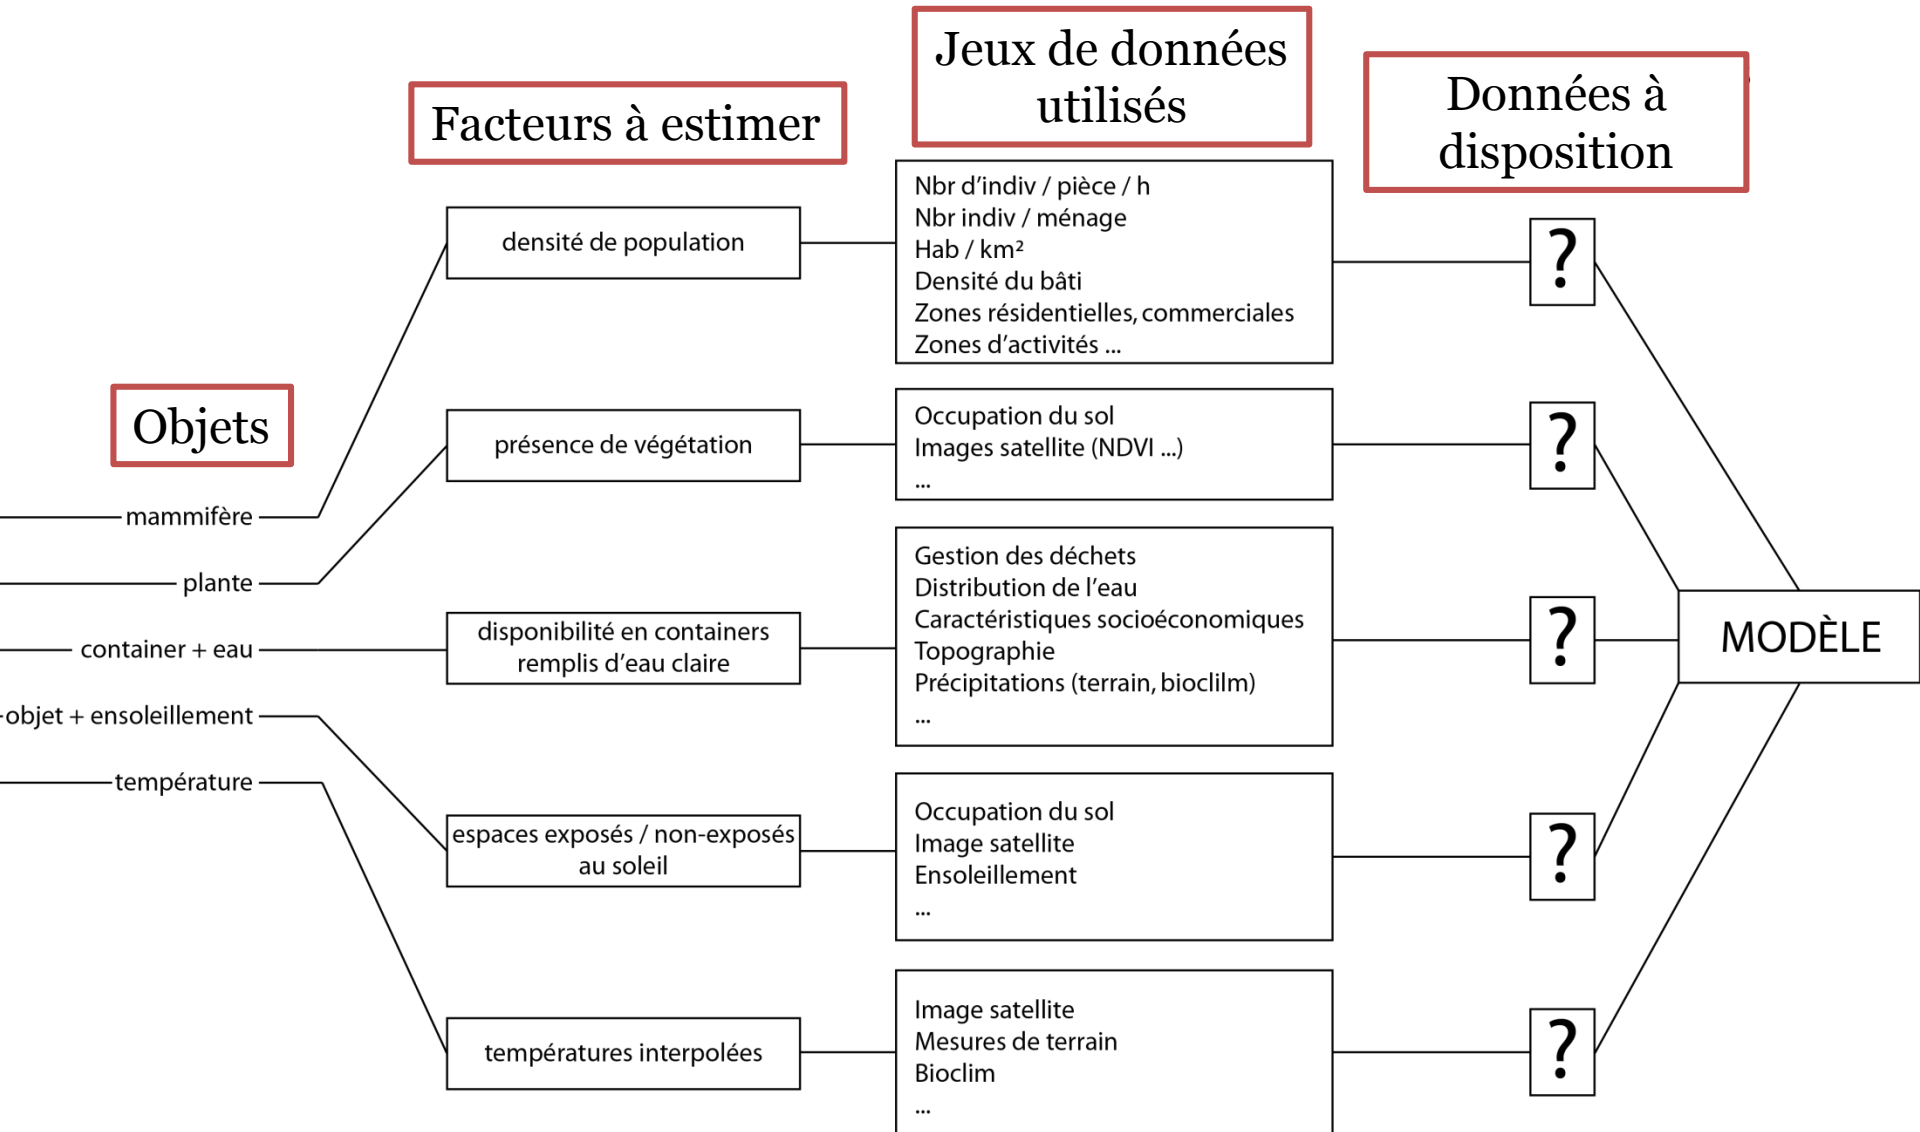 Jeux de données
utilisés
Données à
disposition
Facteurs à estimer
Objets
mammifère
plante
container + eau
-objet + ensoleillement
température
densité de population
présence de végétation
disponibilité en containers
remplis d'eau claire
espaces exposés / non-exposés
au soleil
températures interpolées
Nbr d'indiv / pièce / h
Nbr indiv / ménage
Hab / km²
Densité du bâti
Zones résidentielles, commerciales
Zones d'activités ...
Occupation du sol
Images satellite (NDVI ...)
...
Gestion des déchets
Distribution de l'eau
Caractéristiques socioéconomiques
Topographie
Précipitations (terrain, bioclilm)
...
Occupation du sol
Image satellite
Ensoleillement
...
Image satellite
Mesures de terrain
Bioclim
...
?
?
?
?
?
MODÈLE